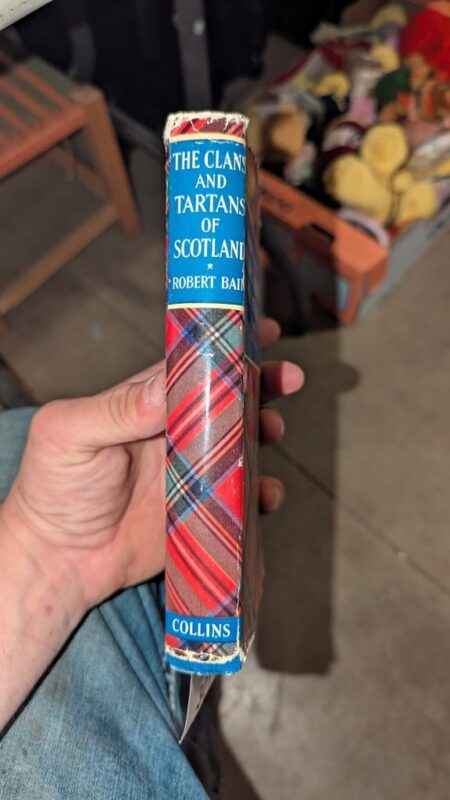 THE CLANS
AND
TARTANS
OF
SCOTLAND
ROBERT
COLLINS